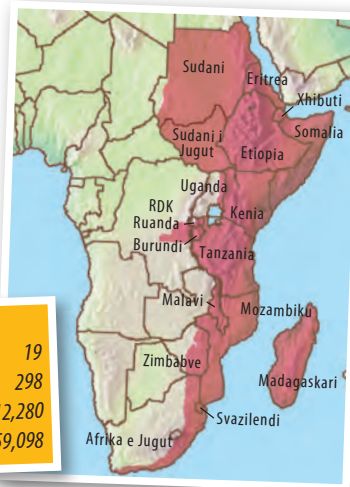 Sudani
Eritrea
Xhibuti
Sudani i
Jugut
Somalia
Etiopia
Uganda
RDK
Ruanda
Kenia
Burundi
Tanzania
Malavi
Mozambiku
Zimbabve
Madagaskari
Svazilendi
Afrika e Jugut
19
298
2,280
9,098